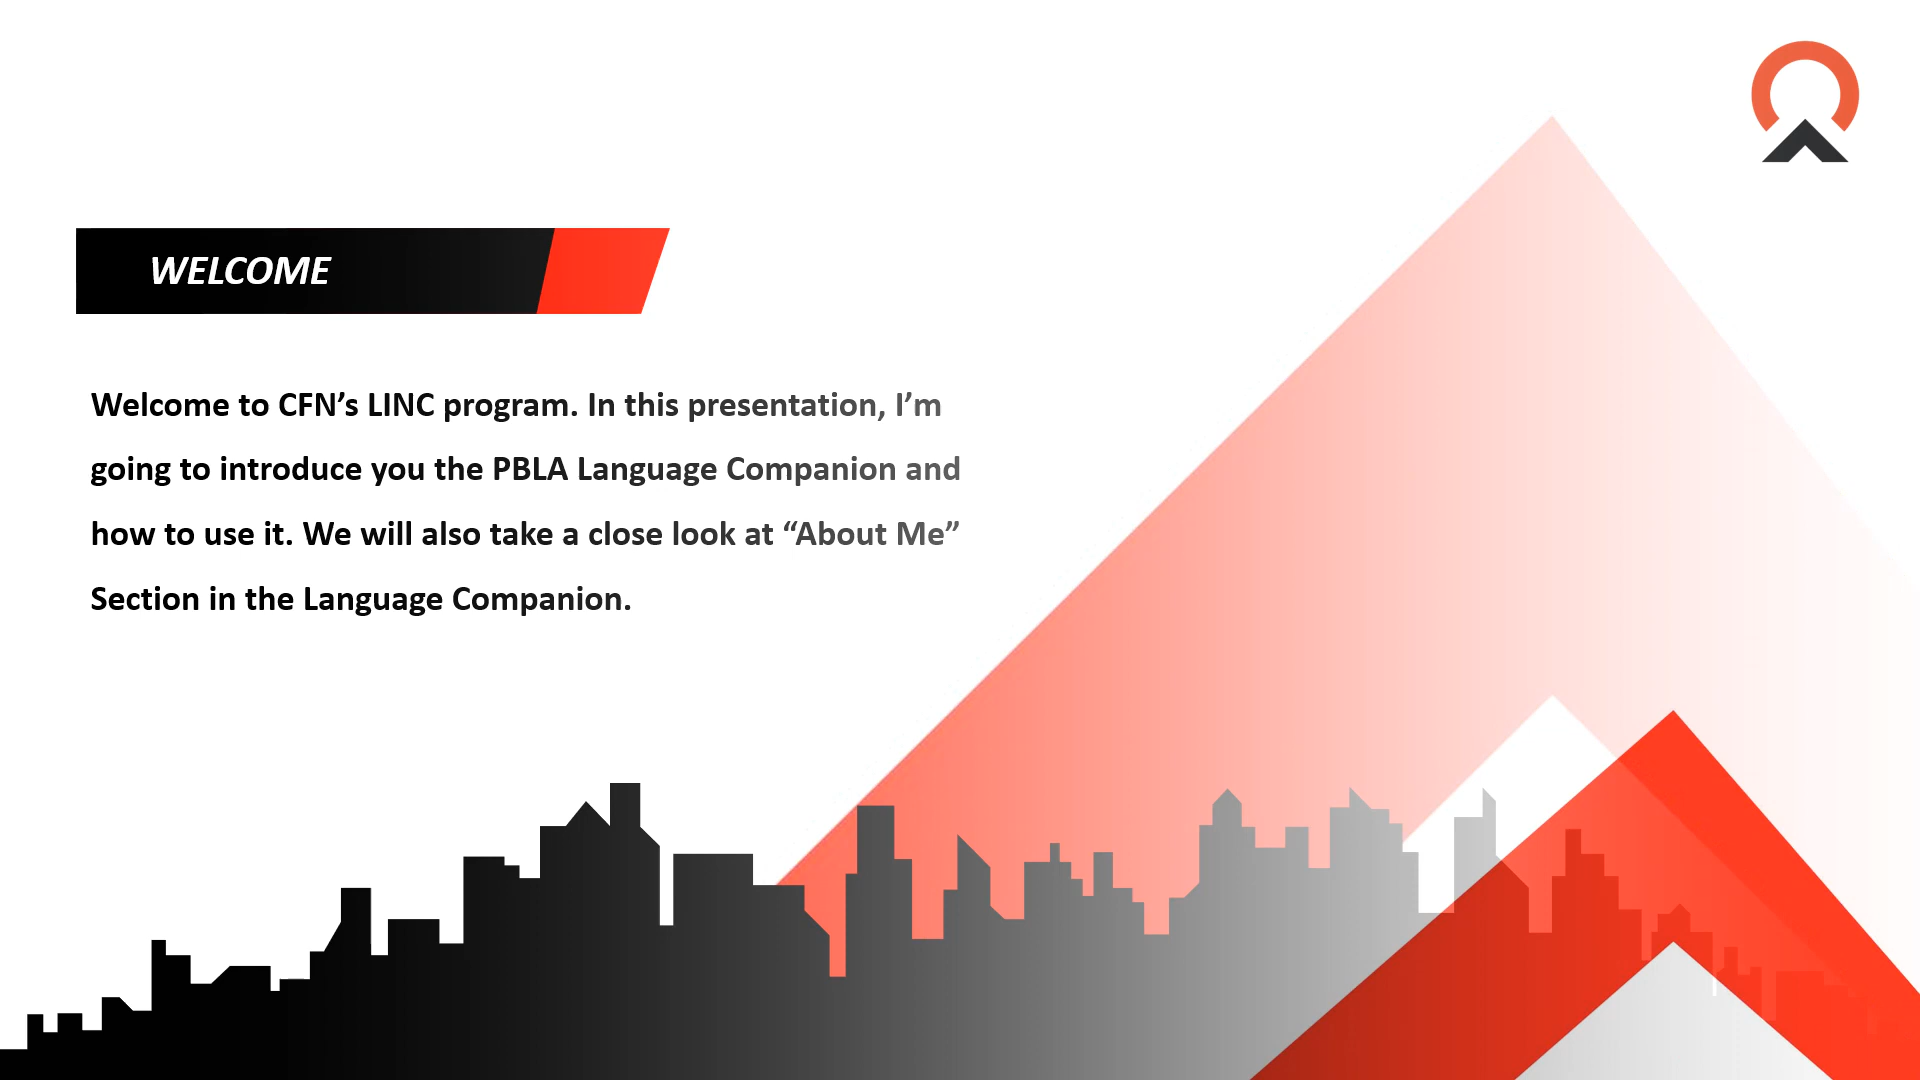 WELCOME
Welcome to CFN’s LINC program. In this presentation, I’m
going to introduce you the PBLA Language Companion and
how to use it. We will also take a close look at “About Me”
Section in the Language Companion.